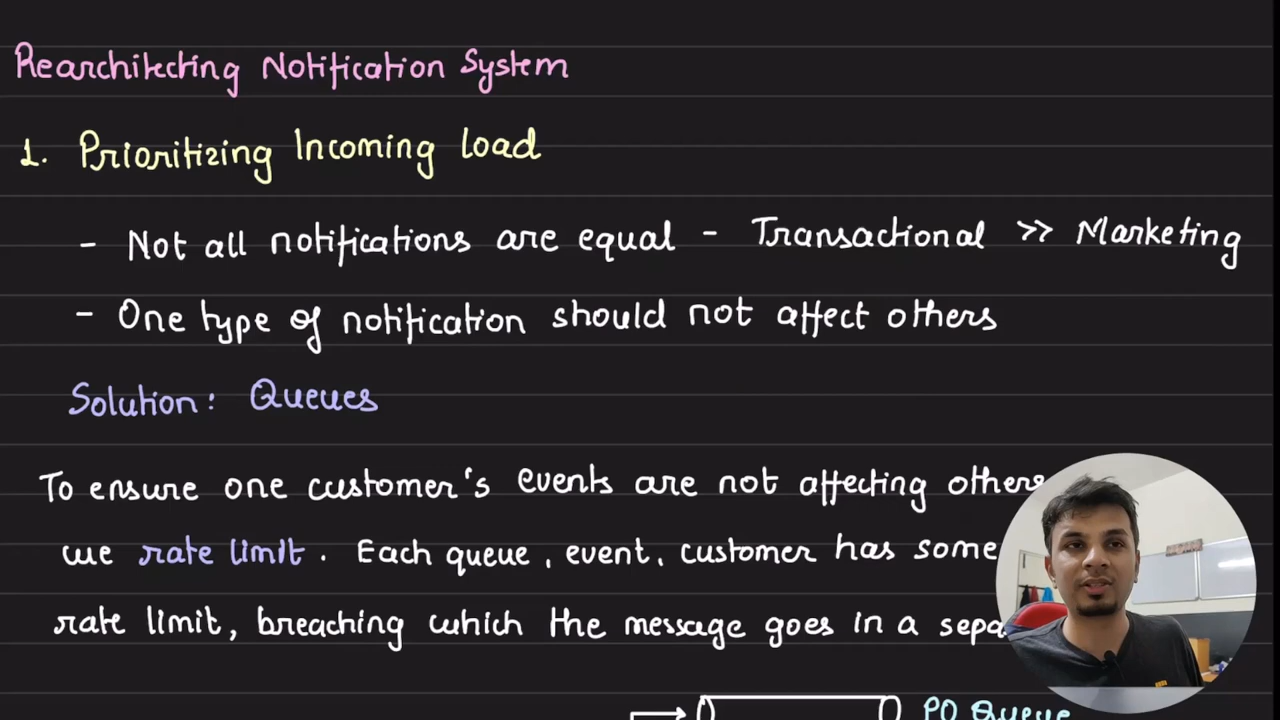 Rearchitecting Notification System
1. Prioritizing Incoming Load
- Not all notifications are equal - Transactional >> Marketing
- One type of notification should not affect others
Solution: Queues
To ensure one customer's events are not affecting others
we rate limit. Each queue, event, customer has some
rate limit, breaching which the message goes in a
P0 Queue